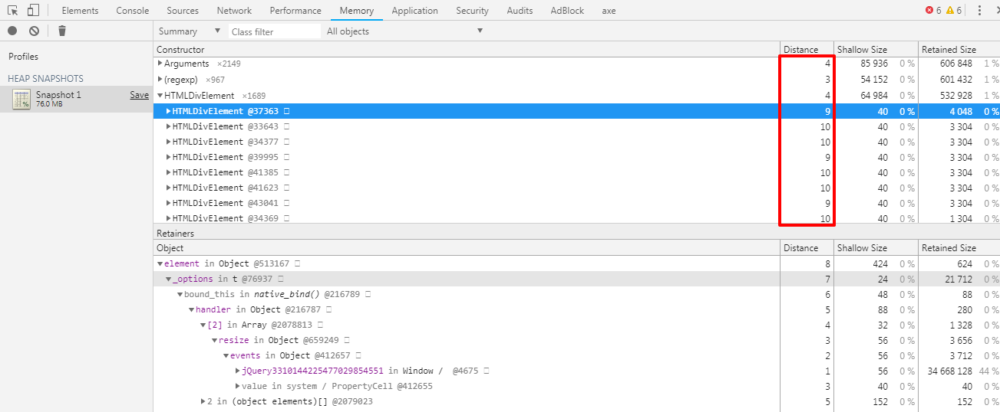 Elements Console Sources Network Performance Memory Application Security Audits AdBlock axe 6 6
Summary Class filter All objects
Profiles
HEAP SNAPSHOTS
Snapshot 1 Save
76.0 MB
Constructor Distance Shallow Size Retained Size
Arguments ×2149 4 85 936 0 % 606 848 1 %
(regexp) ×967 3 54 152 0 % 601 432 1 %
HTMLDivElement ×1689 4 64 984 0 % 532 928 1 %
HTMLDivElement @37363 9 40 0 % 4 048 0 %
HTMLDivElement @33643 10 40 0 % 3 304 0 %
HTMLDivElement @34377 10 40 0 % 3 304 0 %
HTMLDivElement @39995 9 40 0 % 3 304 0 %
HTMLDivElement @41385 10 40 0 % 3 304 0 %
HTMLDivElement @41623 10 40 0 % 3 304 0 %
HTMLDivElement @43041 9 40 0 % 3 304 0 %
HTMLDivElement @34369 10 40 0 % 1 304 0 %
Retainers
Object Distance Shallow Size Retained Size
element in Object @513167 8 424 0 % 624 0 %
_options in t @76937 7 24 0 % 21 712 0 %
bound_this in native_bind() @216789 6 48 0 % 88 0 %
handler in Object @216787 5 88 0 % 280 0 %
[2] in Array @2078813 4 32 0 % 1 328 0 %
resize in Object @659249 3 56 0 % 3 656 0 %
events in Object @412657 2 56 0 % 3 712 0 %
jQuery3310144225477029854551 in Window / @4675 1 56 0 % 34 668 128 44 %
value in system / PropertyCell @412655 3 40 0 % 40 0 %
2 in (object elements)[] @2079023 5 152 0 % 152 0 %